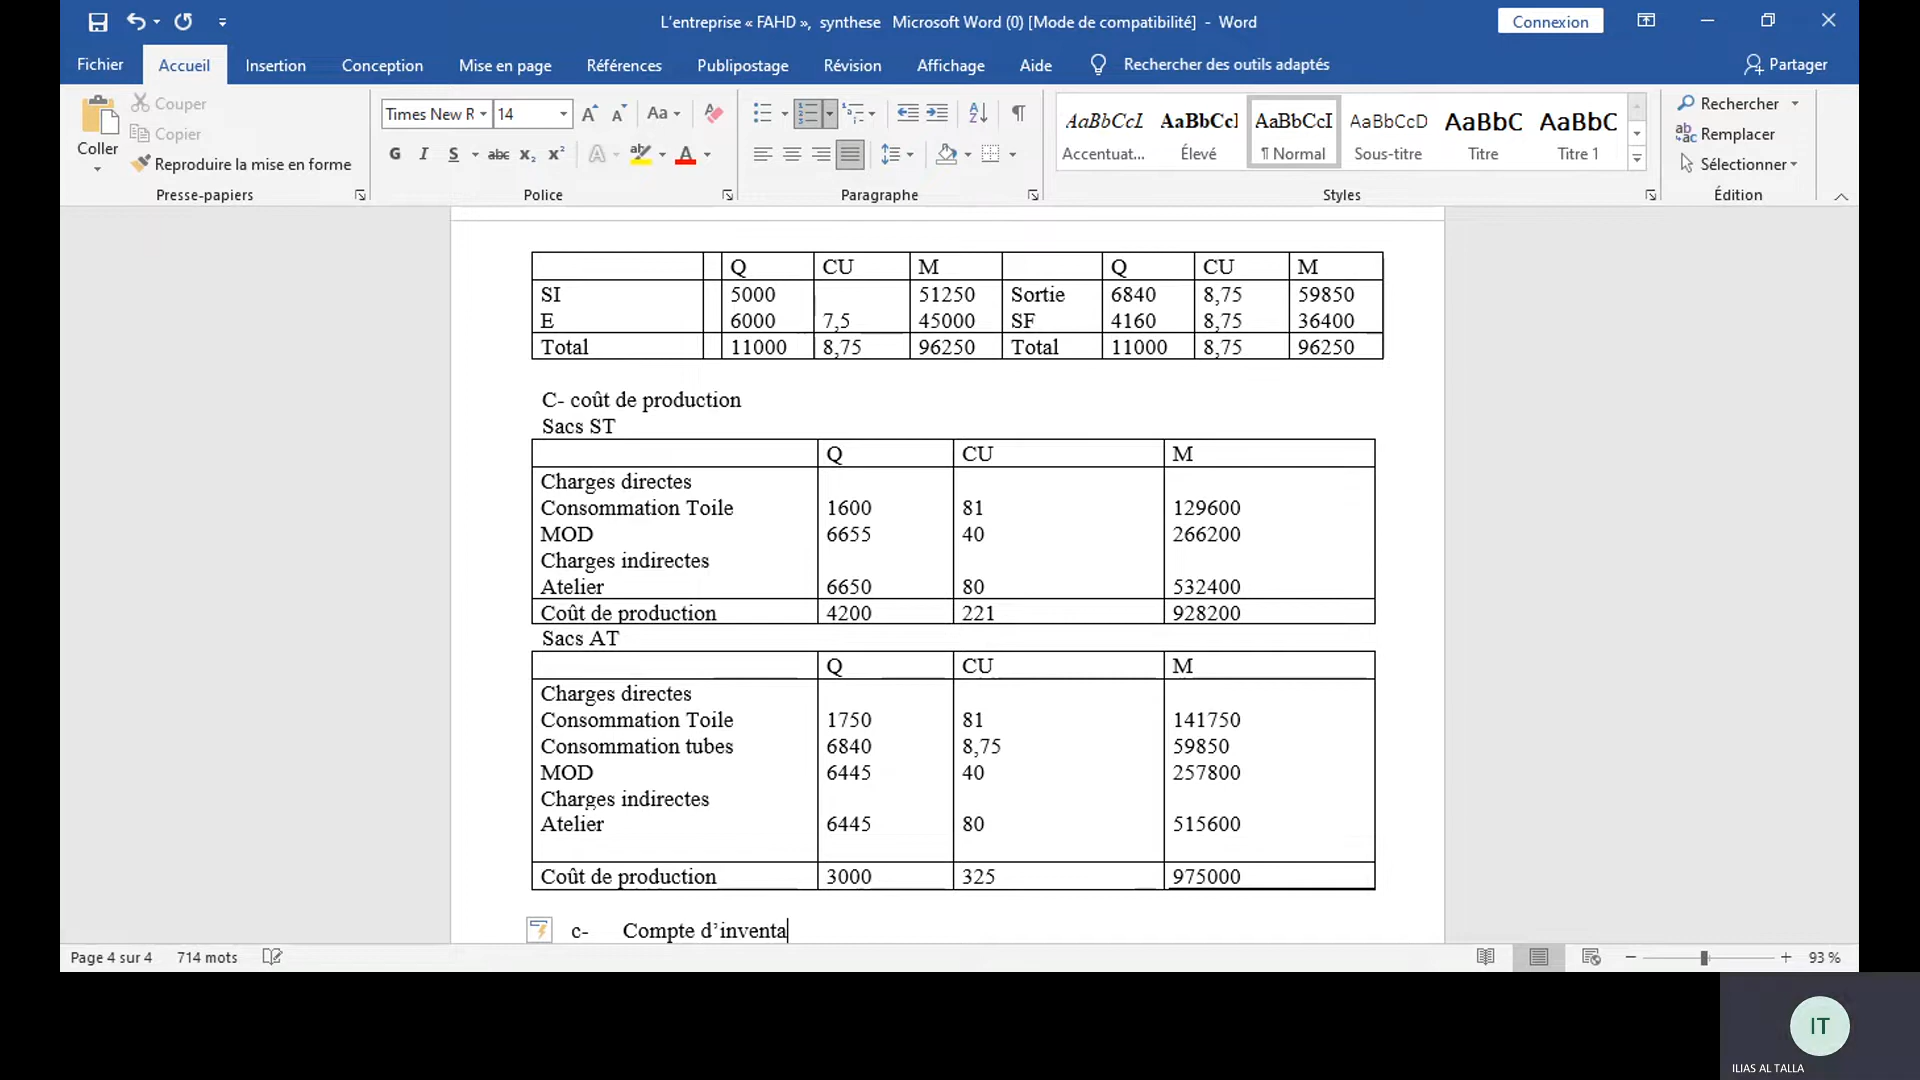 L'entreprise « FAHD », synthese Microsoft Word (0) [Mode de compatibilité] - Word
Connexion
Fichier Accueil Insertion Conception Mise en page Références Publipostage Révision Affichage Aide Rechercher des outils adaptés Partager
Coller
Couper
Copier
Reproduire la mise en forme
Presse-papiers
Times New R 14
G I S abc x₂ x²
Police
Paragraphe
AaBbCcI AaBbCcI AaBbCcI AaBbCcD AaBbC AaBbC
Accentuat... Élevé ¶ Normal Sous-titre Titre Titre 1
Styles
Rechercher
Remplacer
Sélectionner
Édition
Q CU M Q CU M
SI 5000 51250 Sortie 6840 8,75 59850
E 6000 7,5 45000 SF 4160 8,75 36400
Total 11000 8,75 96250 Total 11000 8,75 96250
C- coût de production
Sacs ST
Q CU M
Charges directes
Consommation Toile 1600 81 129600
MOD 6655 40 266200
Charges indirectes
Atelier 6650 80 532400
Coût de production 4200 221 928200
Sacs AT
Q CU M
Charges directes
Consommation Toile 1750 81 141750
Consommation tubes 6840 8,75 59850
MOD 6445 40 257800
Charges indirectes
Atelier 6445 80 515600
Coût de production 3000 325 975000
c- Compte d'inventa
Page 4 sur 4 714 mots 93 %
IT
ILIAS AL TALLA